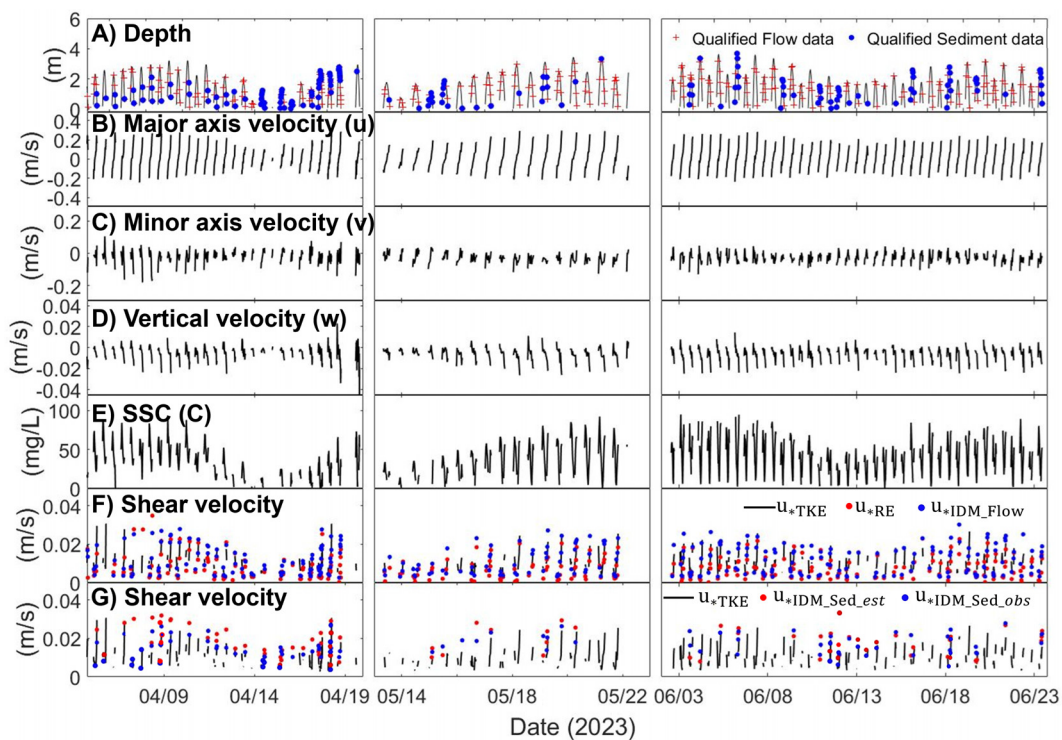 A) Depth
+ Qualified Flow data ● Qualified Sediment data
(m)
6
4
2
0
B) Major axis velocity (u)
(m/s)
0.4
0.2
0
-0.2
-0.4
C) Minor axis velocity (v)
(m/s)
0.2
0
-0.2
D) Vertical velocity (w)
(m/s)
0.04
0.02
0
-0.02
-0.04
E) SSC (C)
(mg/L)
100
50
0
F) Shear velocity
u*TKE u*RE u*IDM_Flow
(m/s)
0.04
0.02
0
G) Shear velocity
u*TKE u*IDM_Sed_est u*IDM_Sed_obs
(m/s)
0.04
0.02
0
04/09 04/14 04/19 05/14 05/18 05/22 06/03 06/08 06/13 06/18 06/23
Date (2023)